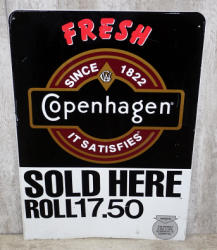 FRESH
SINCE 1822
Copenhagen®
IT SATISFIES
SOLD HERE
ROLL 17.50